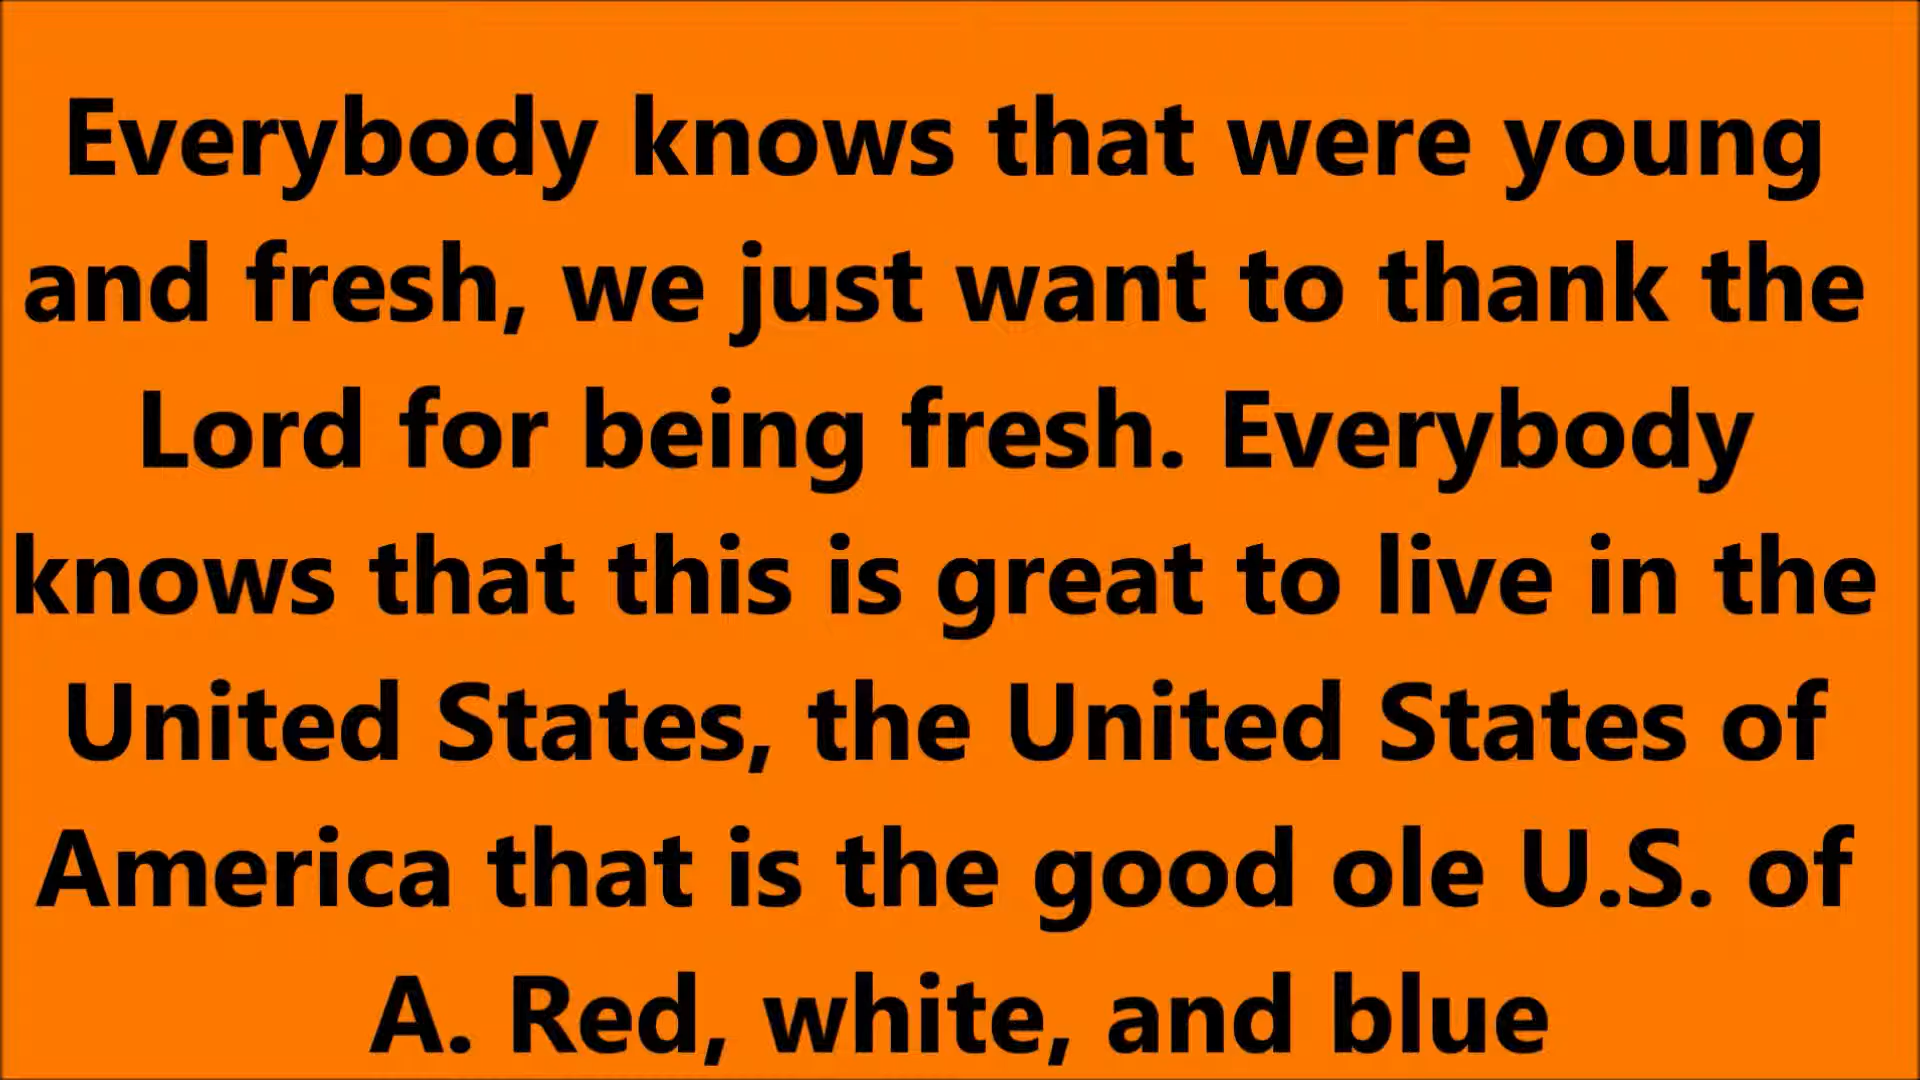 Everybody knows that were young
and fresh, we just want to thank the
Lord for being fresh. Everybody
knows that this is great to live in the
United States, the United States of
America that is the good ole U.S. of
A. Red, white, and blue